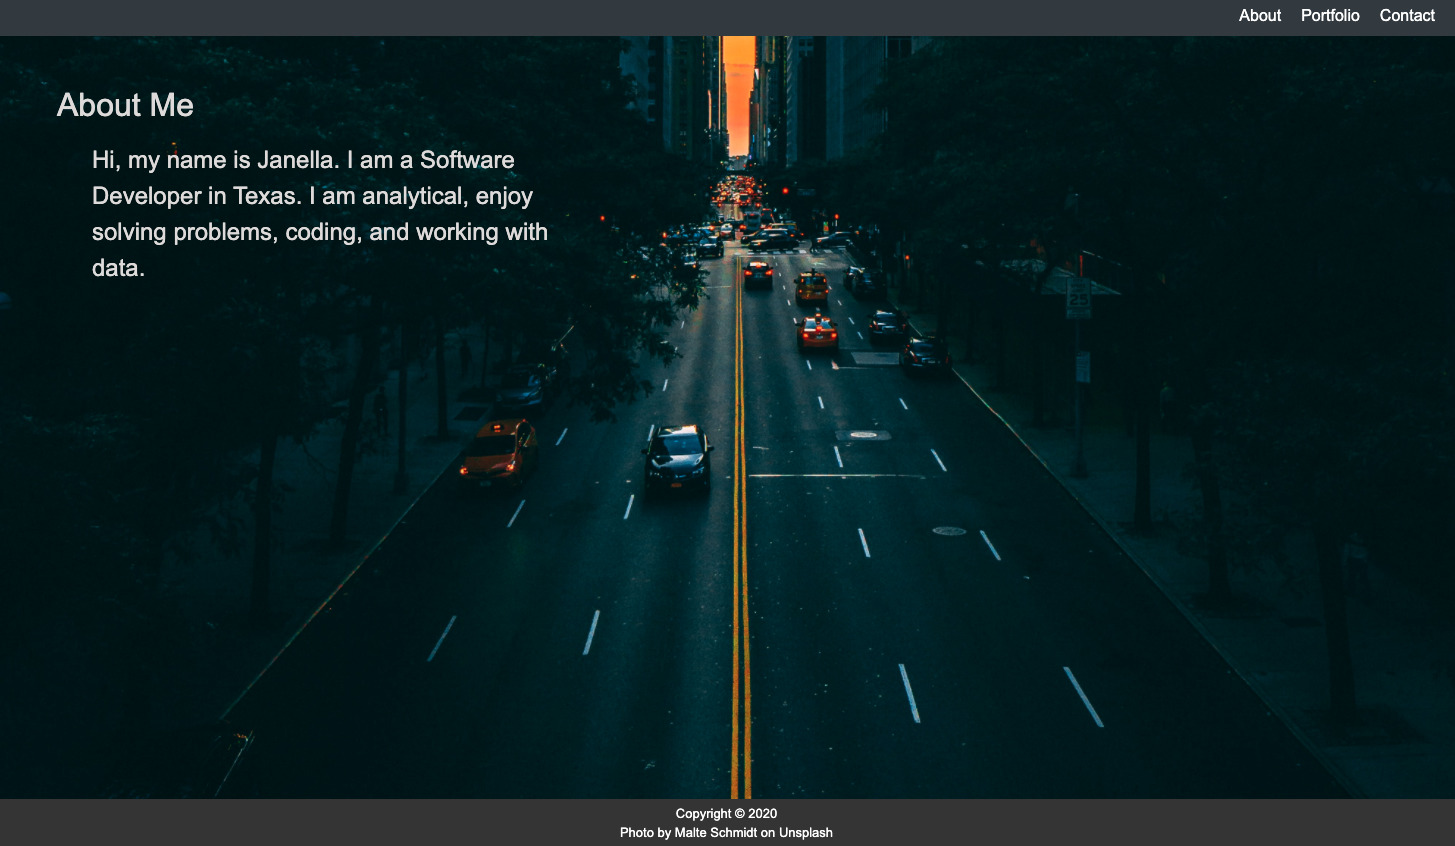 About Portfolio Contact
About Me
Hi, my name is Janella. I am a Software
Developer in Texas. I am analytical, enjoy
solving problems, coding, and working with
data.
25
Copyright © 2020
Photo by Malte Schmidt on Unsplash